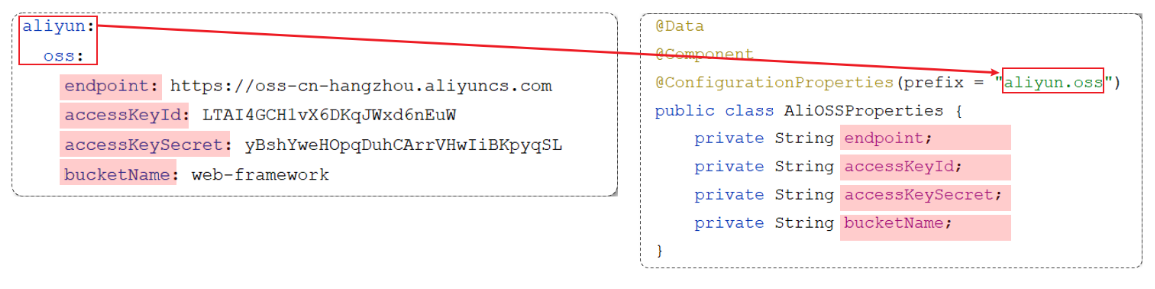 aliyun:
oss:
endpoint: https://oss-cn-hangzhou.aliyuncs.com
accessKeyId: LTAI4GCH1vX6DKqJWxd6nEuW
accessKeySecret: yBshYweHOpqDuhCArrVHwIiBKpyqSL
bucketName: web-framework
@Data
@Component
@ConfigurationProperties(prefix = "aliyun.oss")
public class AliOSSProperties {
private String endpoint;
private String accessKeyId;
private String accessKeySecret;
private String bucketName;
}